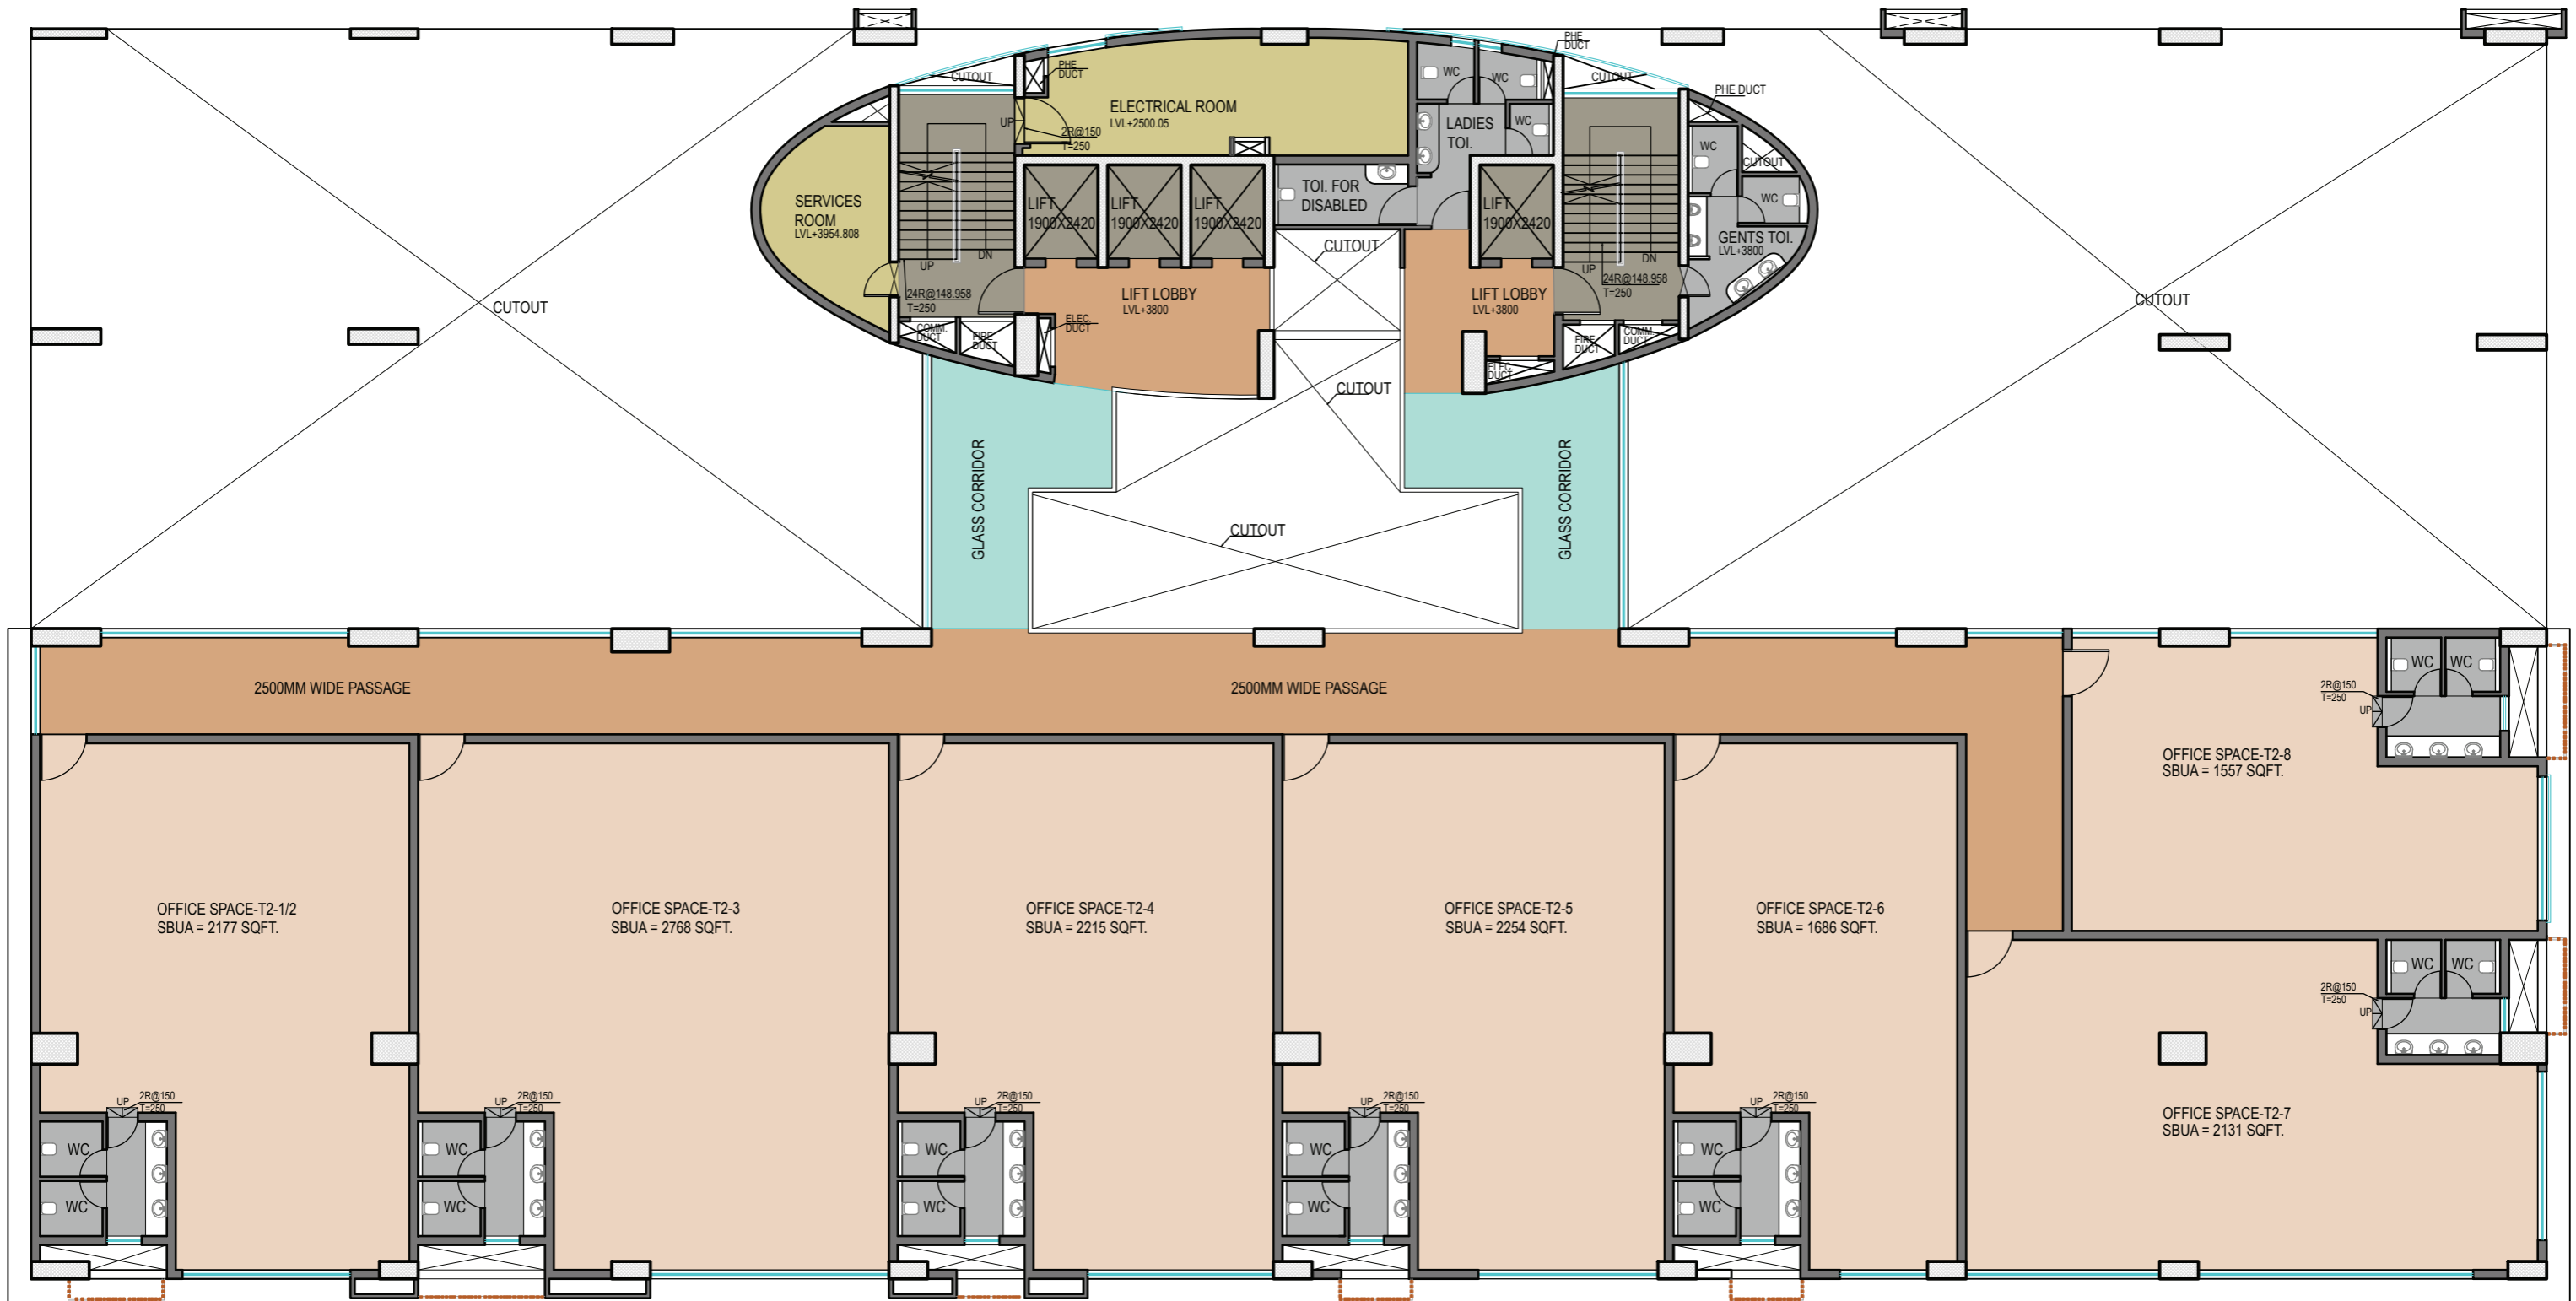 PHE
DUCT
CUTOUT
PHE
DUCT
ELECTRICAL ROOM
LVL+2500.05
UP
2R@150
T=250
WC
WC
WC
LADIES
TOI.
CUTOUT
PHE DUCT
WC
CUTOUT
WC
GENTS TOI.
LVL+3800
SERVICES
ROOM
LVL+3954.808
LIFT
1900X2420
LIFT
1900X2420
LIFT
1900X2420
TOI. FOR
DISABLED
LIFT
1900X2420
CUTOUT
UP
DN
24R@148.958
T=250
UP
DN
24R@148.958
T=250
LIFT LOBBY
LVL+3800
LIFT LOBBY
LVL+3800
COMM.
DUCT
FIRE
DUCT
ELEC.
DUCT
ELEC.
DUCT
FIRE
DUCT
COMM.
DUCT
CUTOUT
CUTOUT
CUTOUT
CUTOUT
GLASS CORRIDOR
GLASS CORRIDOR
2500MM WIDE PASSAGE
2500MM WIDE PASSAGE
WC
WC
2R@150
T=250
UP
OFFICE SPACE-T2-8
SBUA = 1557 SQFT.
OFFICE SPACE-T2-1/2
SBUA = 2177 SQFT.
OFFICE SPACE-T2-3
SBUA = 2768 SQFT.
OFFICE SPACE-T2-4
SBUA = 2215 SQFT.
OFFICE SPACE-T2-5
SBUA = 2254 SQFT.
OFFICE SPACE-T2-6
SBUA = 1686 SQFT.
WC
WC
2R@150
T=250
UP
OFFICE SPACE-T2-7
SBUA = 2131 SQFT.
UP
2R@150
T=250
WC
WC
UP
2R@150
T=250
WC
WC
UP
2R@150
T=250
WC
WC
UP
2R@150
T=250
WC
WC
UP
2R@150
T=250
WC
WC